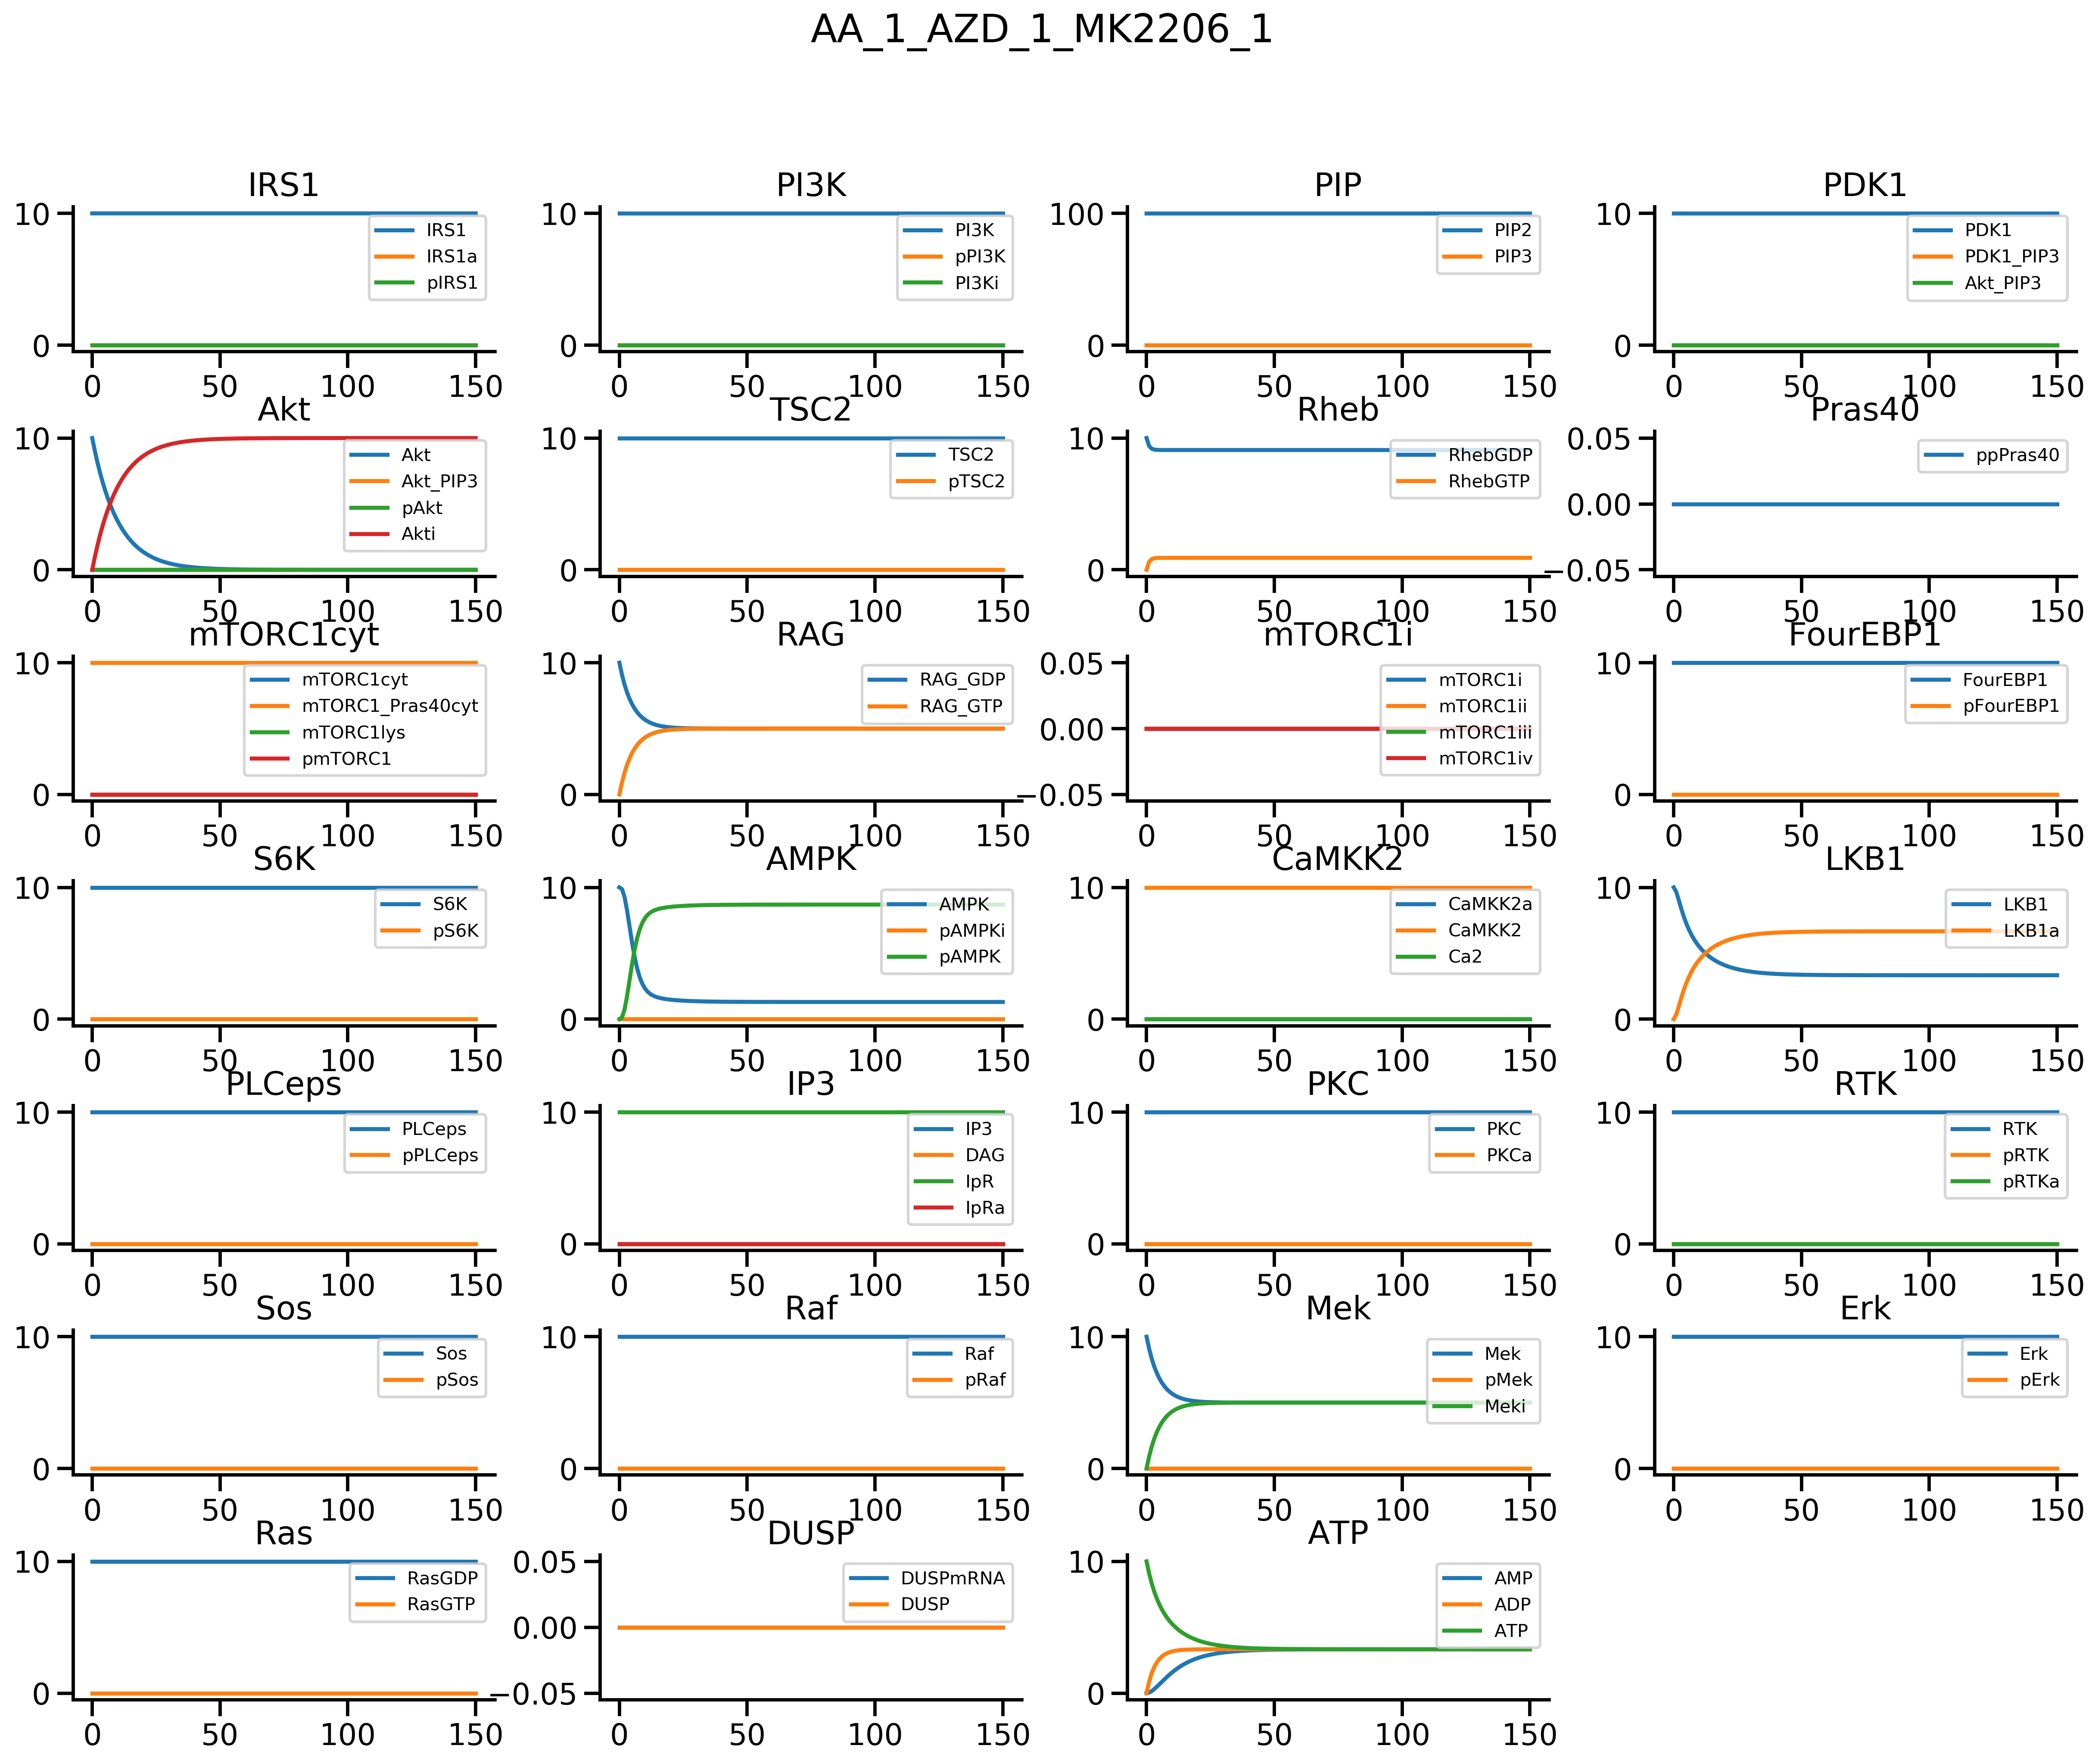 AA_1_AZD_1_MK2206_1
IRS1
10
0
0 50 100 150
IRS1
IRS1a
pIRS1
PI3K
10
0
0 50 100 150
PI3K
pPI3K
PI3Ki
PIP
100
0
0 50 100 150
PIP2
PIP3
PDK1
10
0
0 50 100 150
PDK1
PDK1_PIP3
Akt_PIP3
Akt
10
0
0 50 100 150
Akt
Akt_PIP3
pAkt
Akti
TSC2
10
0
0 50 100 150
TSC2
pTSC2
Rheb
10
0
0 50 100 150
RhebGDP
RhebGTP
Pras40
0.05
0.00
−0.05
0 50 100 150
ppPras40
mTORC1cyt
10
0
0 50 100 150
mTORC1cyt
mTORC1_Pras40cyt
mTORC1lys
pmTORC1
RAG
10
0
0 50 100 150
RAG_GDP
RAG_GTP
mTORC1i
0.05
0.00
−0.05
0 50 100 150
mTORC1i
mTORC1ii
mTORC1iii
mTORC1iv
FourEBP1
10
0
0 50 100 150
FourEBP1
pFourEBP1
S6K
10
0
0 50 100 150
S6K
pS6K
AMPK
10
0
0 50 100 150
AMPK
pAMPKi
pAMPK
CaMKK2
10
0
0 50 100 150
CaMKK2a
CaMKK2
Ca2
LKB1
10
0
0 50 100 150
LKB1
LKB1a
PLCeps
10
0
0 50 100 150
PLCeps
pPLCeps
IP3
10
0
0 50 100 150
IP3
DAG
IpR
IpRa
PKC
10
0
0 50 100 150
PKC
PKCa
RTK
10
0
0 50 100 150
RTK
pRTK
pRTKa
Sos
10
0
0 50 100 150
Sos
pSos
Raf
10
0
0 50 100 150
Raf
pRaf
Mek
10
0
0 50 100 150
Mek
pMek
Meki
Erk
10
0
0 50 100 150
Erk
pErk
Ras
10
0
0 50 100 150
RasGDP
RasGTP
DUSP
0.05
0.00
−0.05
0 50 100 150
DUSPmRNA
DUSP
ATP
10
0
0 50 100 150
AMP
ADP
ATP